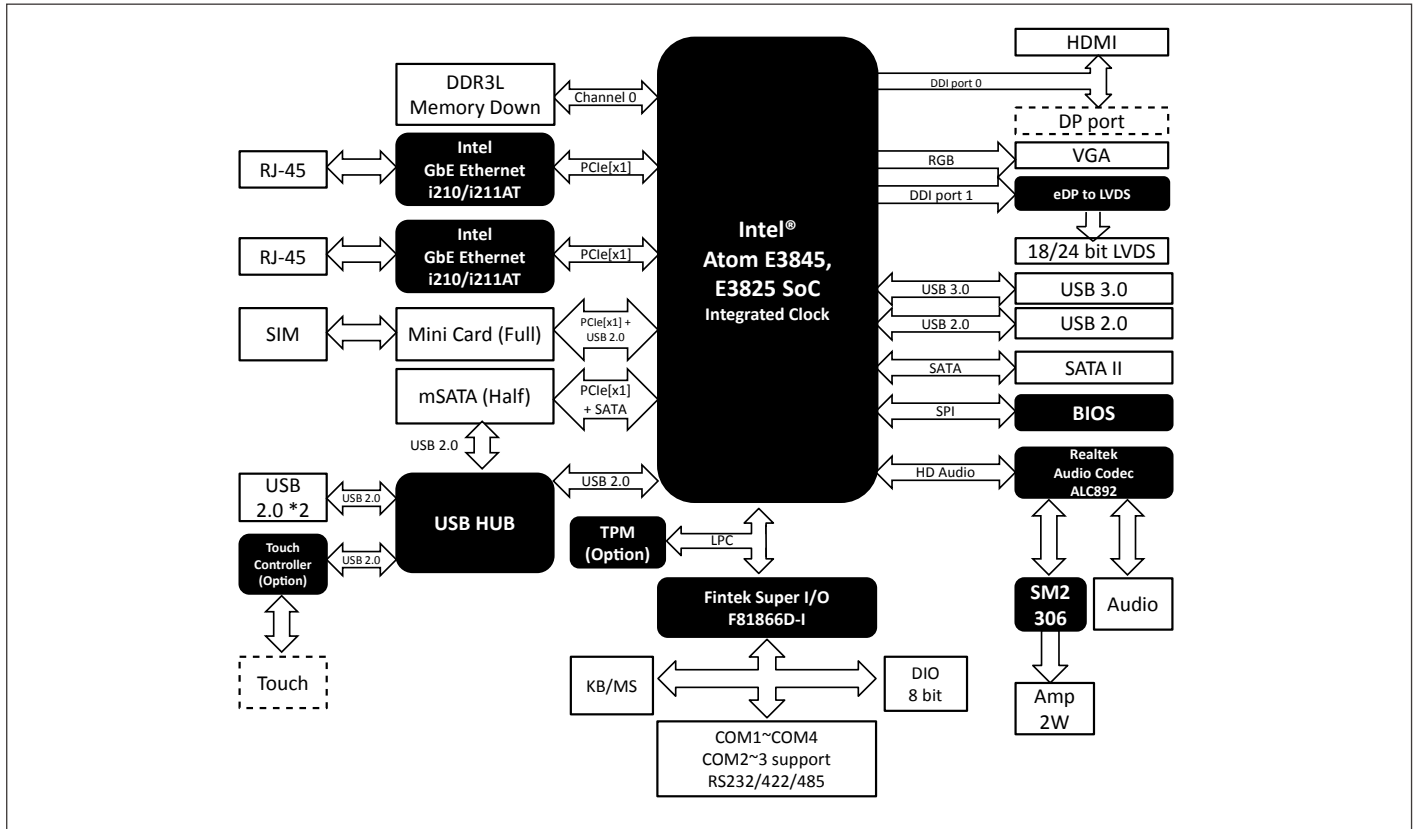 HDMI
DDR3L
Memory Down
Channel 0
DDI port 0
DP port
Intel
GbE Ethernet
i210/i211AT
RJ-45
PCIe[x1]
RGB
VGA
DDI port 1
eDP to LVDS
Intel®
Atom E3845,
E3825 SoC
Integrated Clock
Intel
GbE Ethernet
i210/i211AT
RJ-45
PCIe[x1]
18/24 bit LVDS
USB 3.0
USB 3.0
SIM
Mini Card (Full)
PCIe[x1] +
USB 2.0
USB 2.0
USB 2.0
mSATA (Half)
PCIe[x1]
+ SATA
SATA
SATA II
SPI
BIOS
USB 2.0
HD Audio
Realtek
Audio Codec
ALC892
USB
2.0 *2
USB 2.0
USB HUB
USB 2.0
Touch
Controller
(Option)
USB 2.0
TPM
(Option)
LPC
Fintek Super I/O
F81866D-I
SM2
306
Audio
Touch
KB/MS
DIO
8 bit
Amp
2W
COM1~COM4
COM2~3 support
RS232/422/485